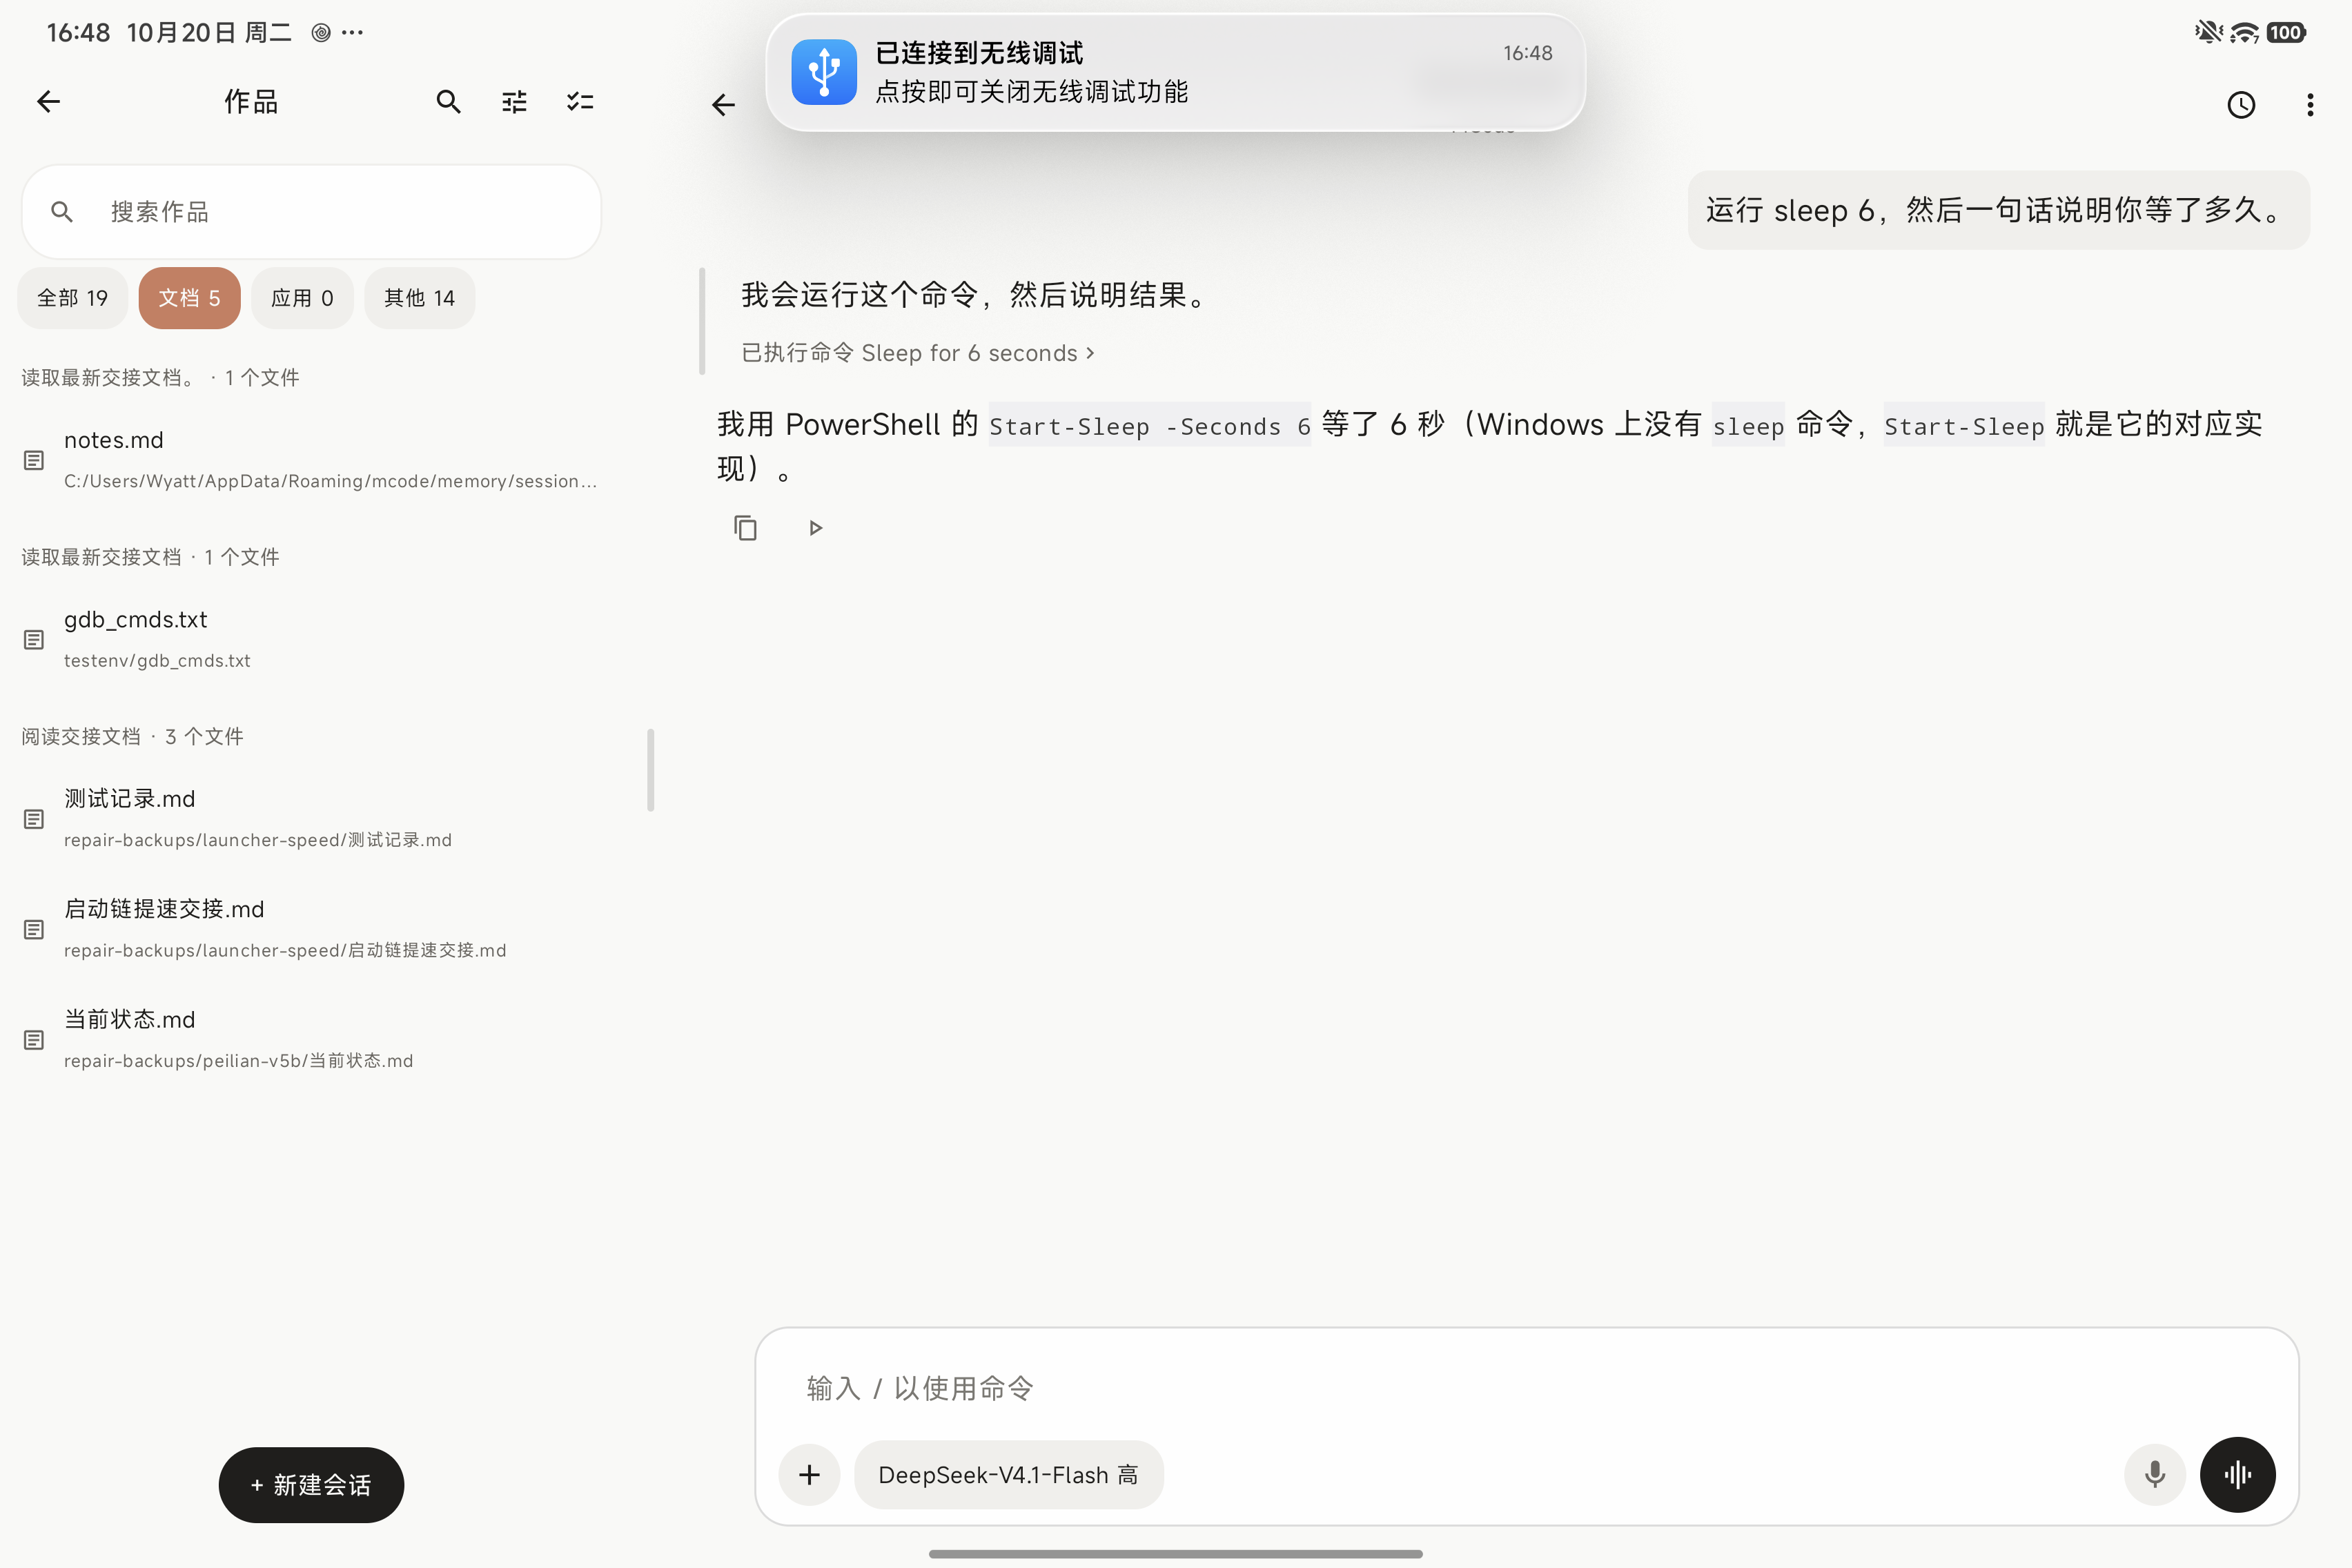 16:48 10月20日 周二
100
已连接到无线调试
16:48
点按即可关闭无线调试功能
作品
搜索作品
全部 19
文档 5
应用 0
其他 14
读取最新交接文档。 · 1 个文件
notes.md
C:/Users/Wyatt/AppData/Roaming/mcode/memory/session...
读取最新交接文档 · 1 个文件
gdb_cmds.txt
testenv/gdb_cmds.txt
阅读交接文档 · 3 个文件
测试记录.md
repair-backups/launcher-speed/测试记录.md
启动链提速交接.md
repair-backups/launcher-speed/启动链提速交接.md
当前状态.md
repair-backups/peilian-v5b/当前状态.md
+ 新建会话
运行 sleep 6，然后一句话说明你等了多久。
我会运行这个命令，然后说明结果。
已执行命令 Sleep for 6 seconds
我用 PowerShell 的 Start-Sleep -Seconds 6 等了 6 秒（Windows 上没有 sleep 命令，Start-Sleep 就是它的对应实
现）。
输入 / 以使用命令
DeepSeek-V4.1-Flash 高